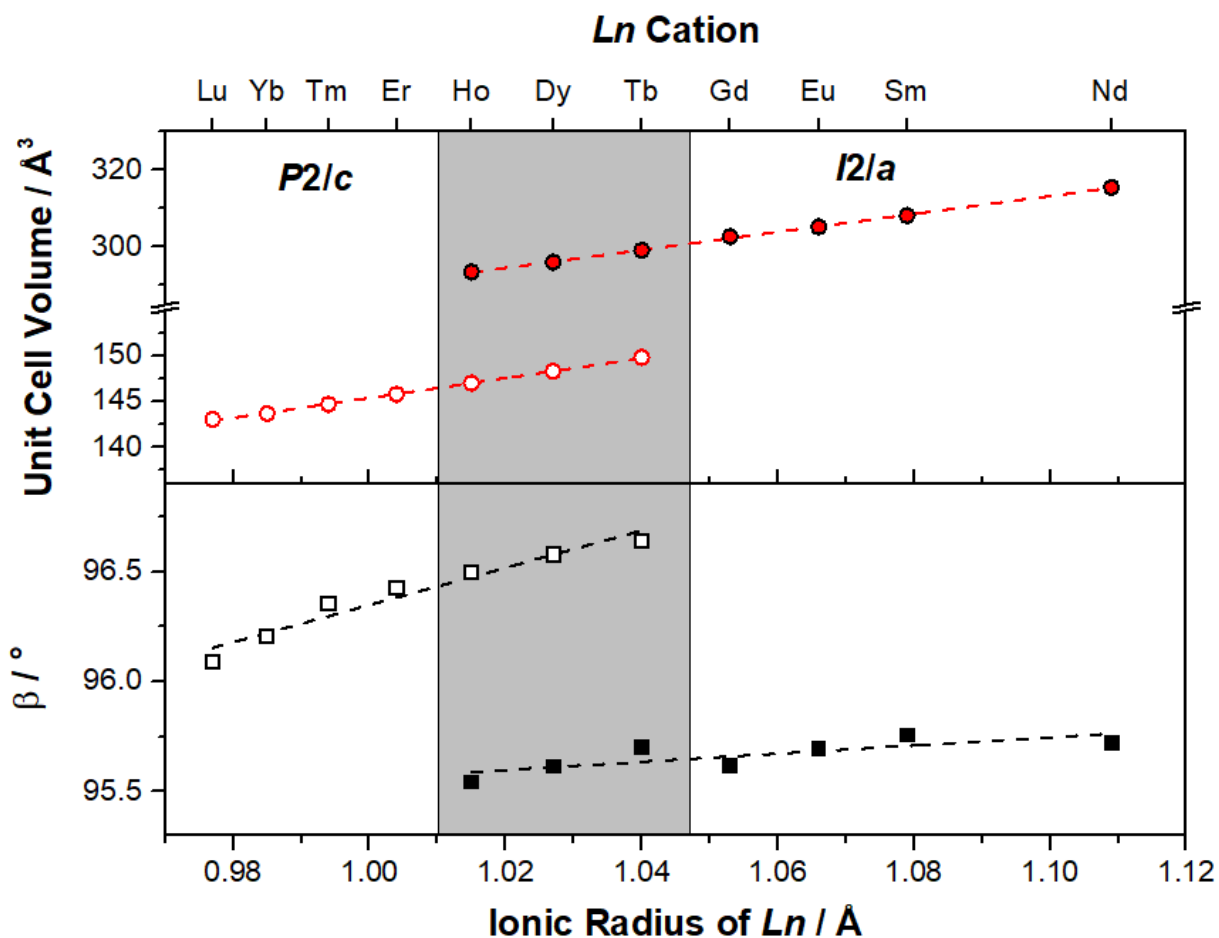 Ln Cation
Lu Yb Tm Er Ho Dy Tb Gd Eu Sm Nd
Unit Cell Volume / Å³
320
300
150
145
140
P2/c
I2/a
β / °
96.5
96.0
95.5
0.98 1.00 1.02 1.04 1.06 1.08 1.10 1.12
Ionic Radius of Ln / Å